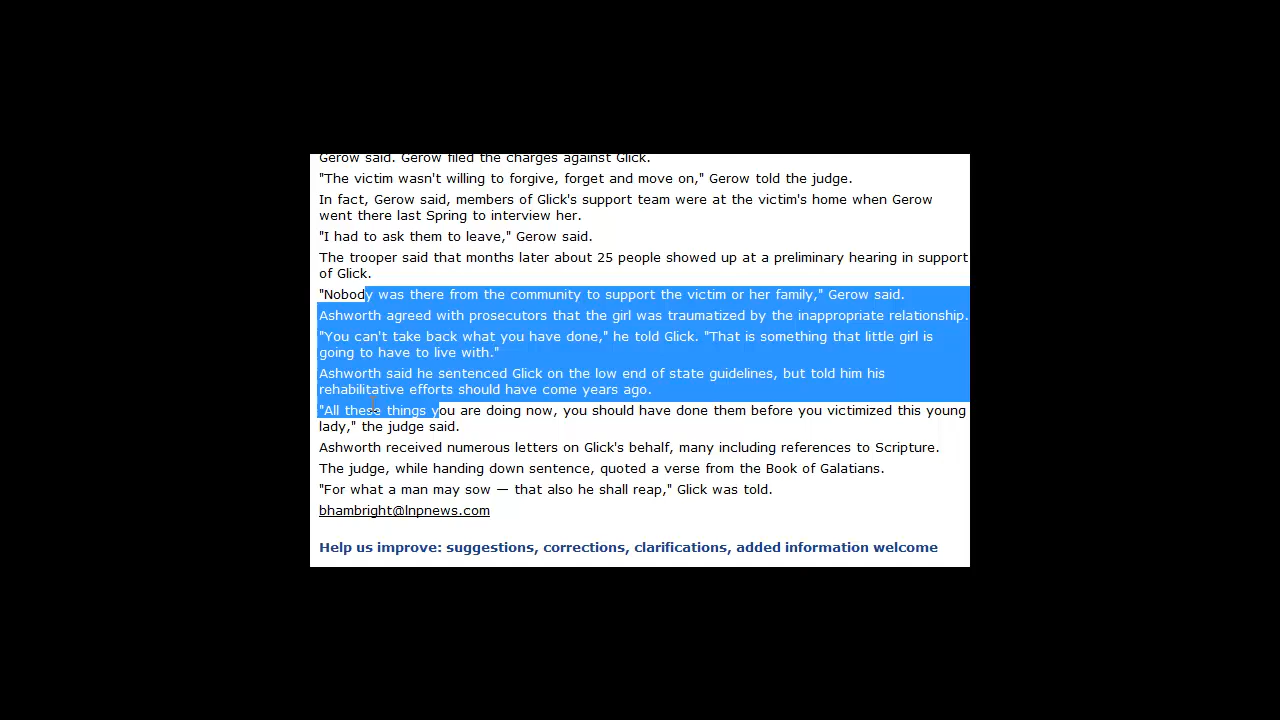 Gerow said. Gerow filed the charges against Glick.
"The victim wasn't willing to forgive, forget and move on," Gerow told the judge.
In fact, Gerow said, members of Glick's support team were at the victim's home when Gerow
went there last Spring to interview her.
"I had to ask them to leave," Gerow said.
The trooper said that months later about 25 people showed up at a preliminary hearing in support
of Glick.
"Nobody was there from the community to support the victim or her family," Gerow said.
Ashworth agreed with prosecutors that the girl was traumatized by the inappropriate relationship.
"You can't take back what you have done," he told Glick. "That is something that little girl is
going to have to live with."
Ashworth said he sentenced Glick on the low end of state guidelines, but told him his
rehabilitative efforts should have come years ago.
"All these things you are doing now, you should have done them before you victimized this young
lady," the judge said.
Ashworth received numerous letters on Glick's behalf, many including references to Scripture.
The judge, while handing down sentence, quoted a verse from the Book of Galatians.
"For what a man may sow — that also he shall reap," Glick was told.
bhambright@lnpnews.com
Help us improve: suggestions, corrections, clarifications, added information welcome